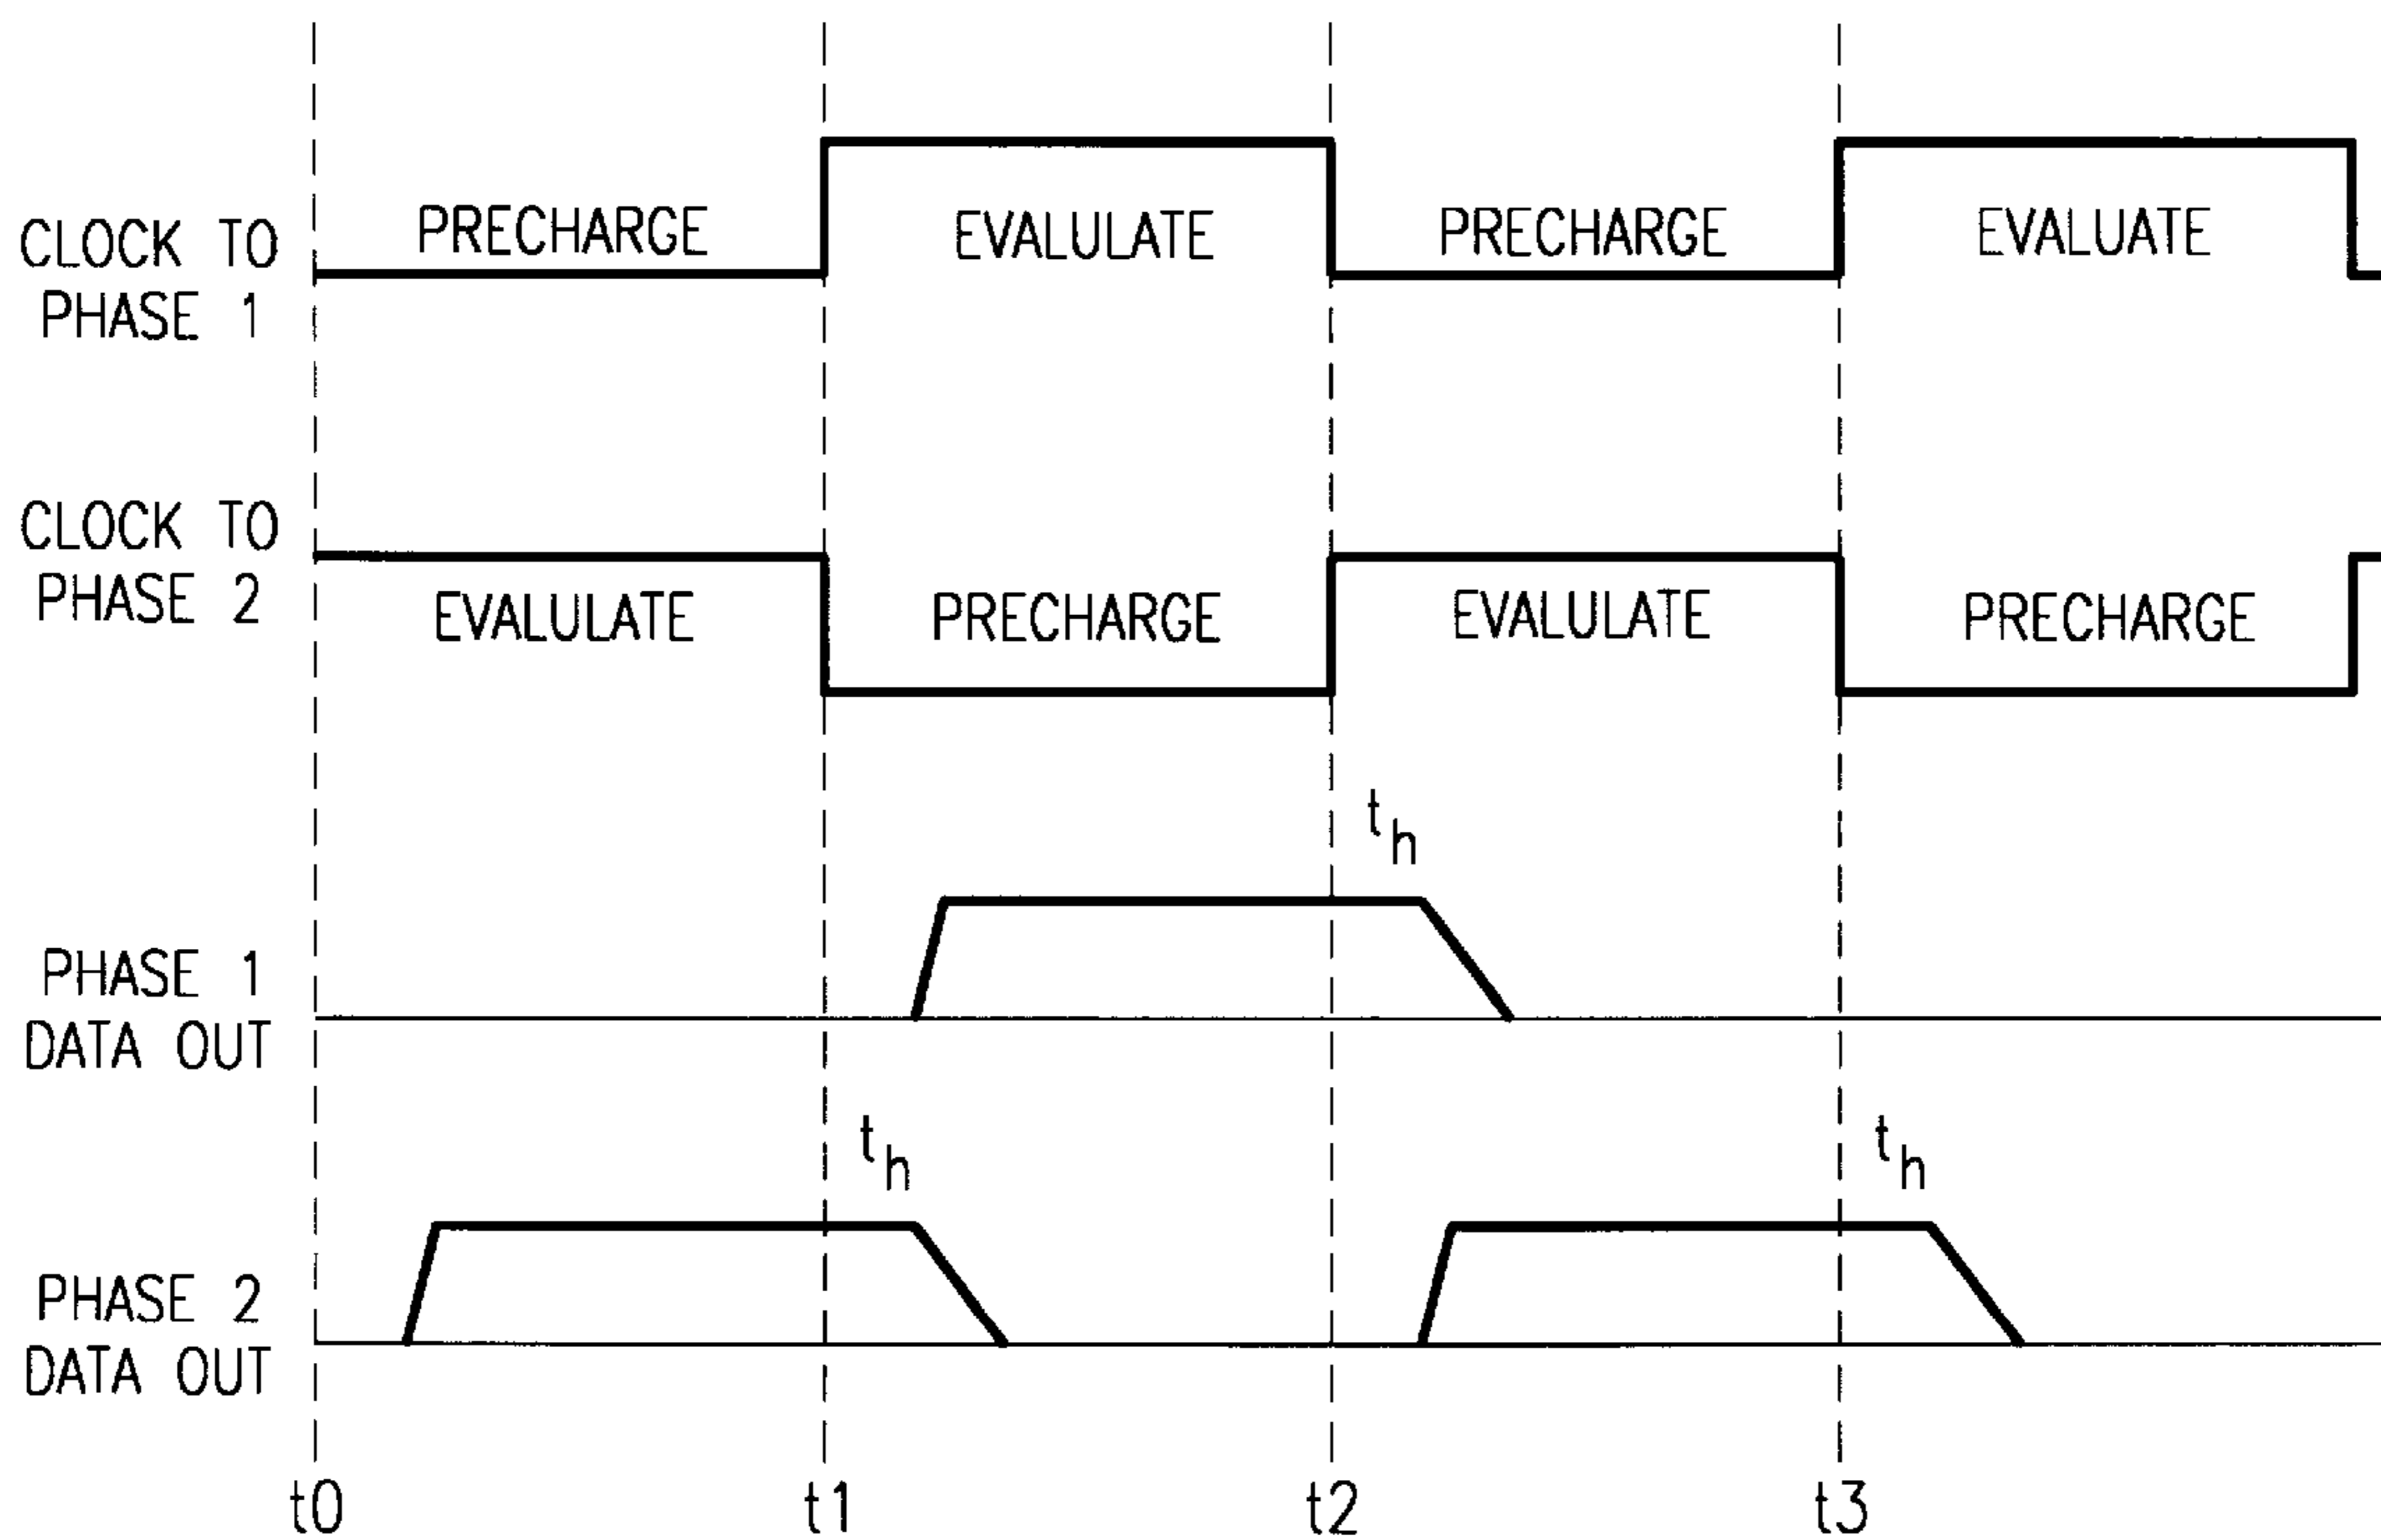 CLOCK TO
PHASE 1
PRECHARGE
EVALULATE
PRECHARGE
EVALUATE
CLOCK TO
PHASE 2
EVALULATE
PRECHARGE
EVALULATE
PRECHARGE
th
PHASE 1
DATA OUT
th
th
PHASE 2
DATA OUT
t0
t1
t2
t3